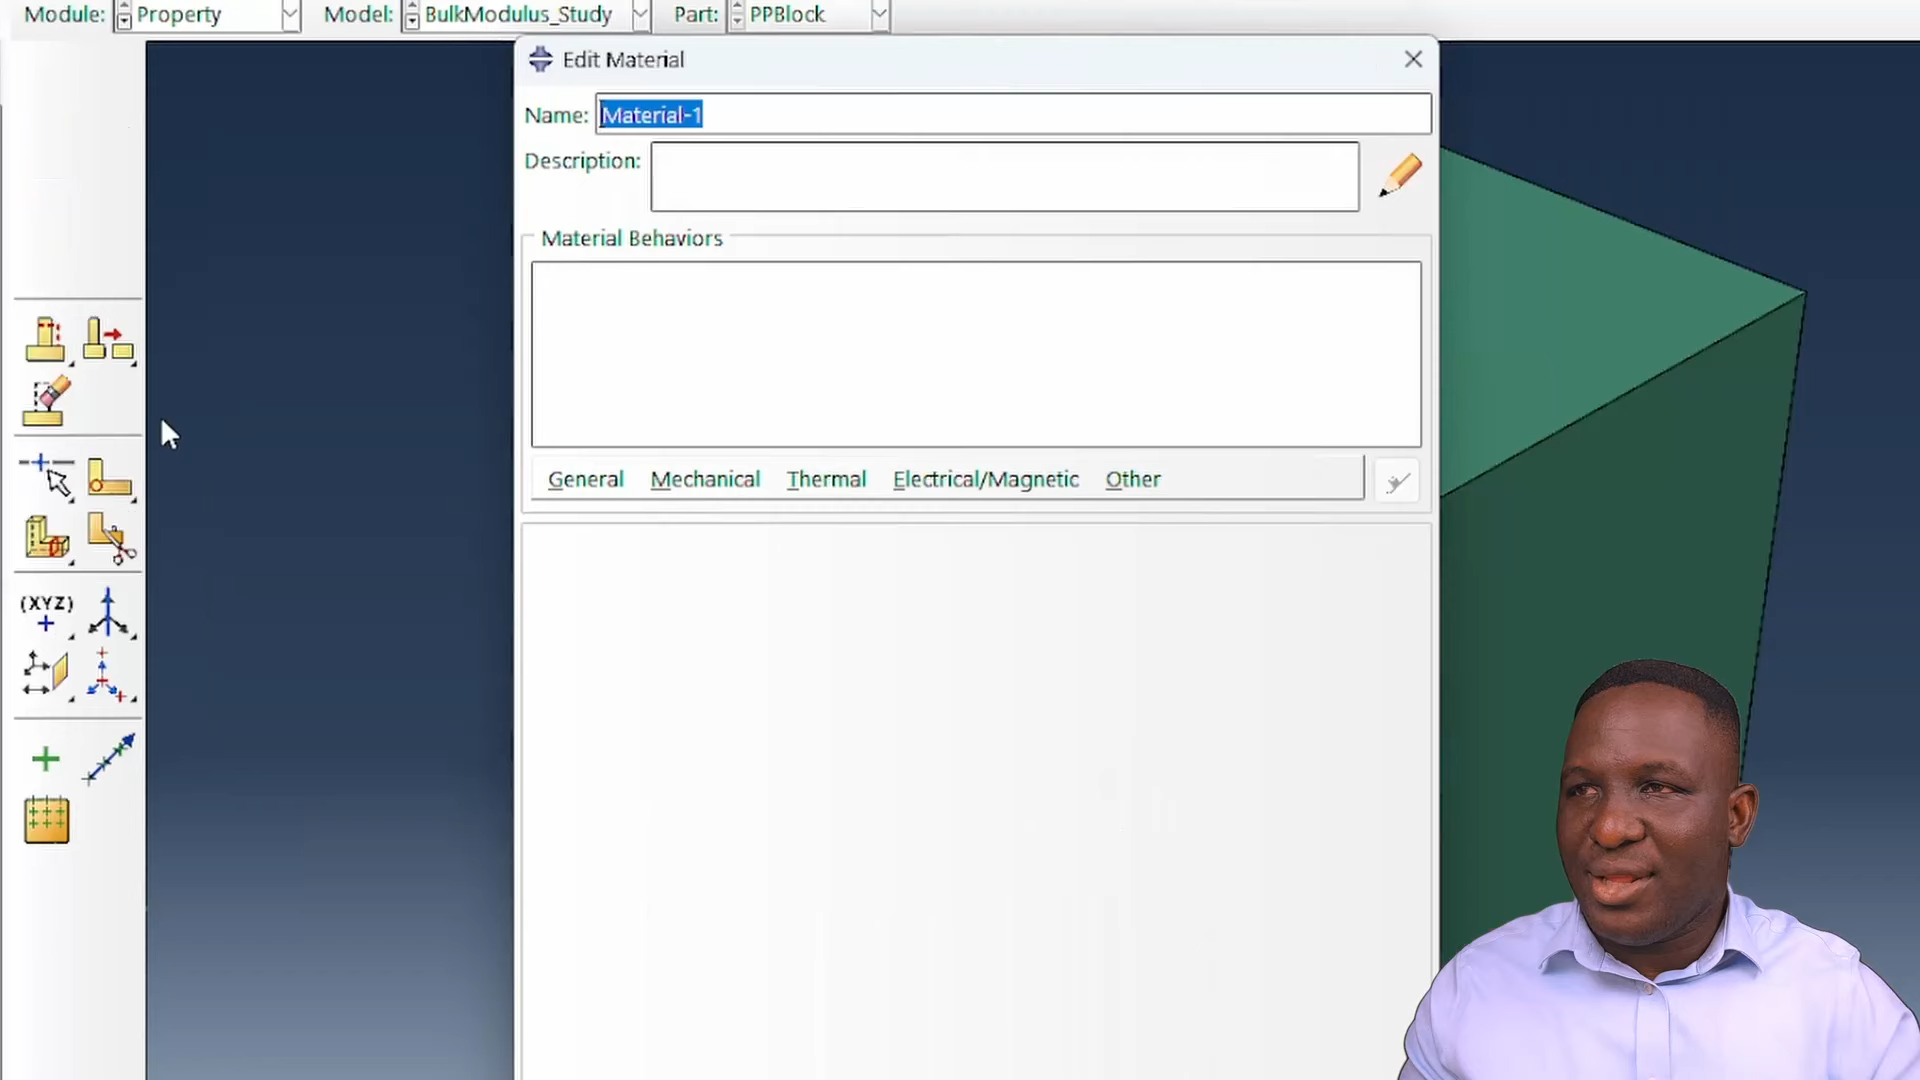 Module: Property Model: BulkModulus_Study Part: PPBlock
Edit Material
Name: Material-1
Description:
Material Behaviors
General Mechanical Thermal Electrical/Magnetic Other
(XYZ)